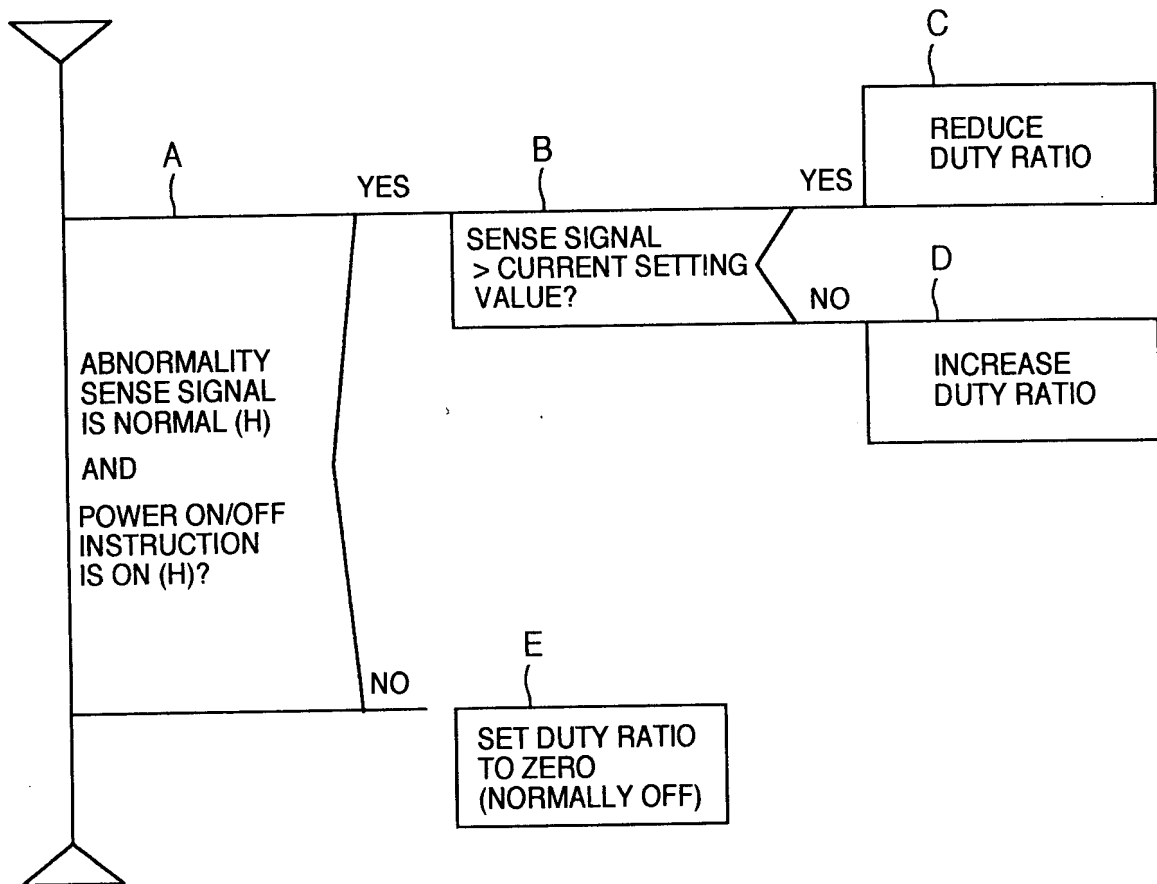 C
REDUCE
DUTY RATIO
A
B
YES
YES
SENSE SIGNAL
> CURRENT SETTING
VALUE?
D
NO
INCREASE
DUTY RATIO
ABNORMALITY
SENSE SIGNAL
IS NORMAL (H)
AND
POWER ON/OFF
INSTRUCTION
IS ON (H)?
E
NO
SET DUTY RATIO
TO ZERO
(NORMALLY OFF)